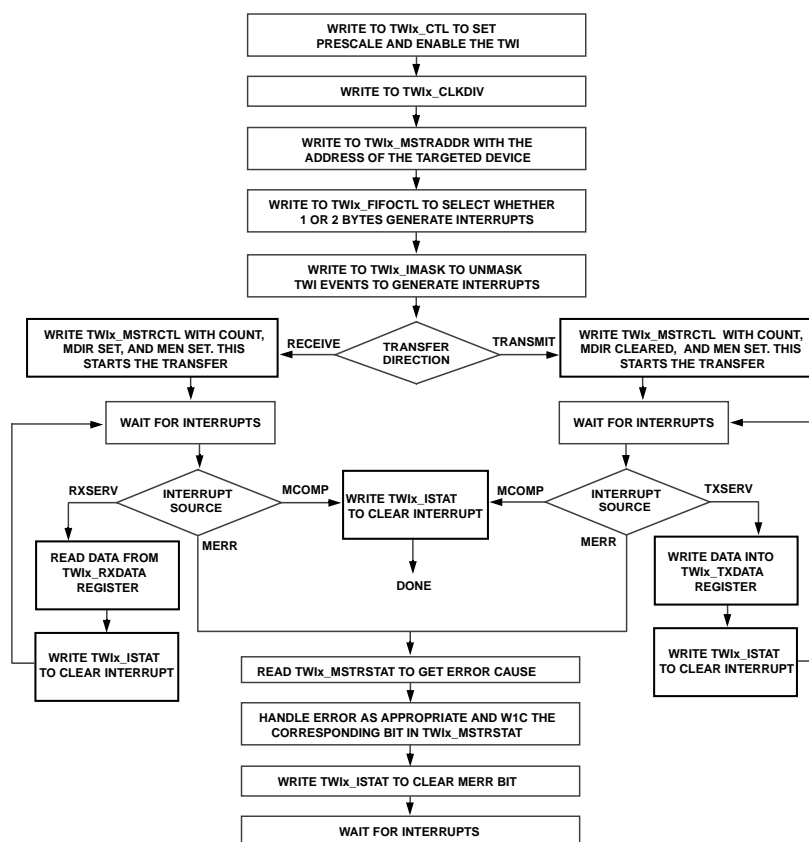 WRITE TO TWIx_CTL TO SET
PRESCALE AND ENABLE THE TWI
WRITE TO TWIx_CLKDIV
WRITE TO TWIx_MSTRADDR WITH THE
ADDRESS OF THE TARGETED DEVICE
WRITE TO TWIx_FIFOCTL TO SELECT WHETHER
1 OR 2 BYTES GENERATE INTERRUPTS
WRITE TO TWIx_IMASK TO UNMASK
TWI EVENTS TO GENERATE INTERRUPTS
WRITE TWIx_MSTRCTL WITH COUNT,
MDIR SET, AND MEN SET. THIS
STARTS THE TRANSFER
RECEIVE
TRANSFER
DIRECTION
TRANSMIT
WRITE TWIx_MSTRCTL WITH COUNT,
MDIR CLEARED, AND MEN SET. THIS
STARTS THE TRANSFER
WAIT FOR INTERRUPTS
WAIT FOR INTERRUPTS
RXSERV
INTERRUPT
SOURCE
MCOMP
MERR
WRITE TWIx_ISTAT
TO CLEAR INTERRUPT
DONE
MCOMP
INTERRUPT
SOURCE
TXSERV
MERR
READ DATA FROM
TWIx_RXDATA
REGISTER
WRITE DATA INTO
TWIx_TXDATA
REGISTER
WRITE TWIx_ISTAT
TO CLEAR INTERRUPT
WRITE TWIx_ISTAT
TO CLEAR INTERRUPT
READ TWIx_MSTRSTAT TO GET ERROR CAUSE
HANDLE ERROR AS APPROPRIATE AND W1C THE
CORRESPONDING BIT IN TWIx_MSTRSTAT
WRITE TWIx_ISTAT TO CLEAR MERR BIT
WAIT FOR INTERRUPTS